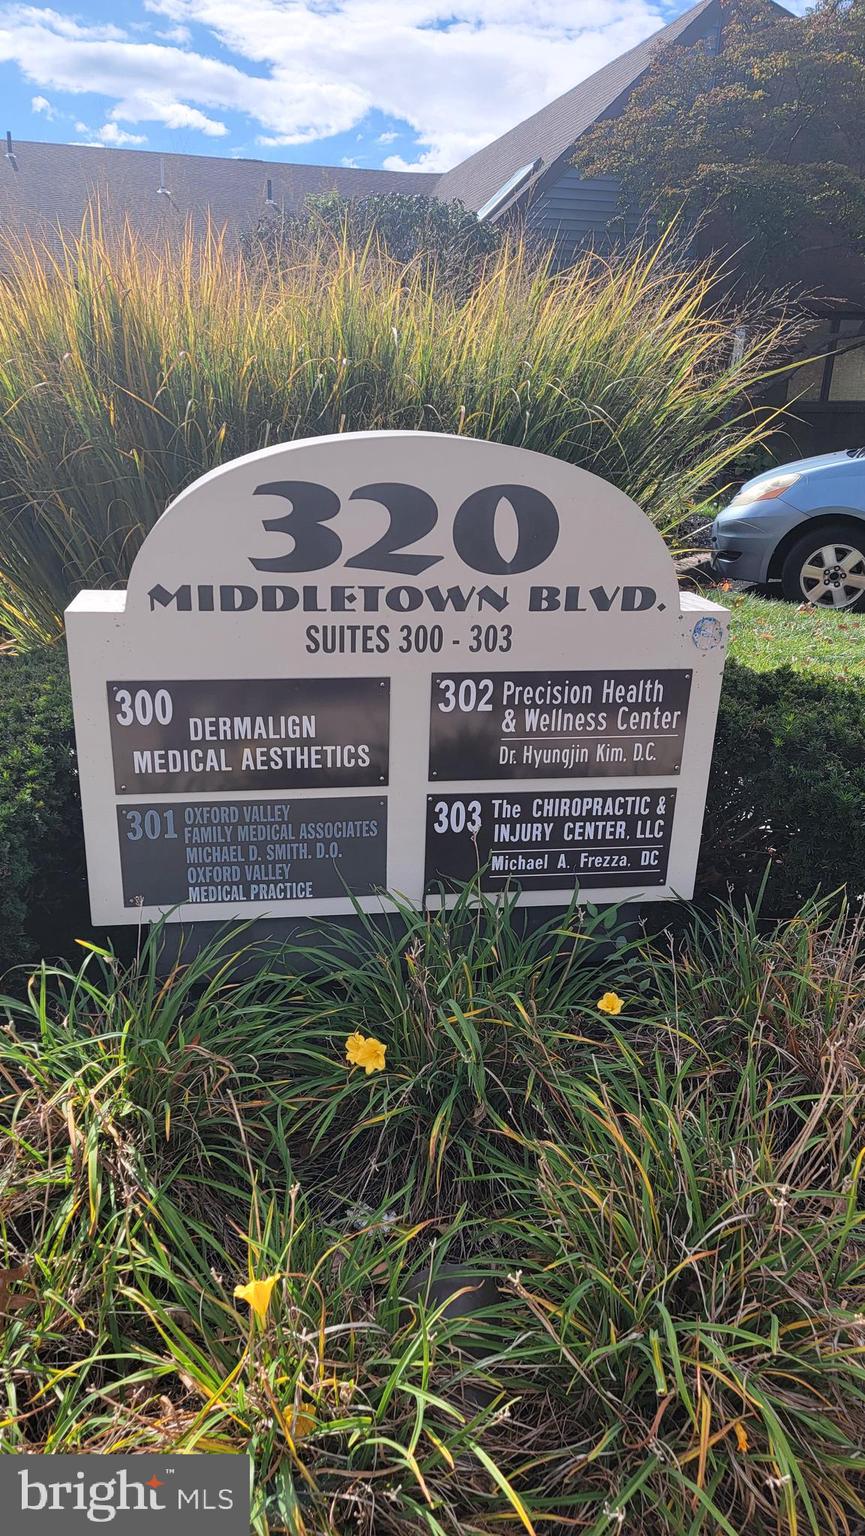 320
MIDDLETOWN BLVD.
SUITES 300 - 303
300
DERMALIGN
MEDICAL AESTHETICS
301
OXFORD VALLEY
FAMILY MEDICAL ASSOCIATES
MICHAEL D. SMITH, D.O.
OXFORD VALLEY
MEDICAL PRACTICE
302 Precision Health
& Wellness Center
Dr. Hyungjin Kim, D.C.
303 The CHIROPRACTIC &
INJURY CENTER, LLC
Michael A. Frezza, DC
bright™ MLS